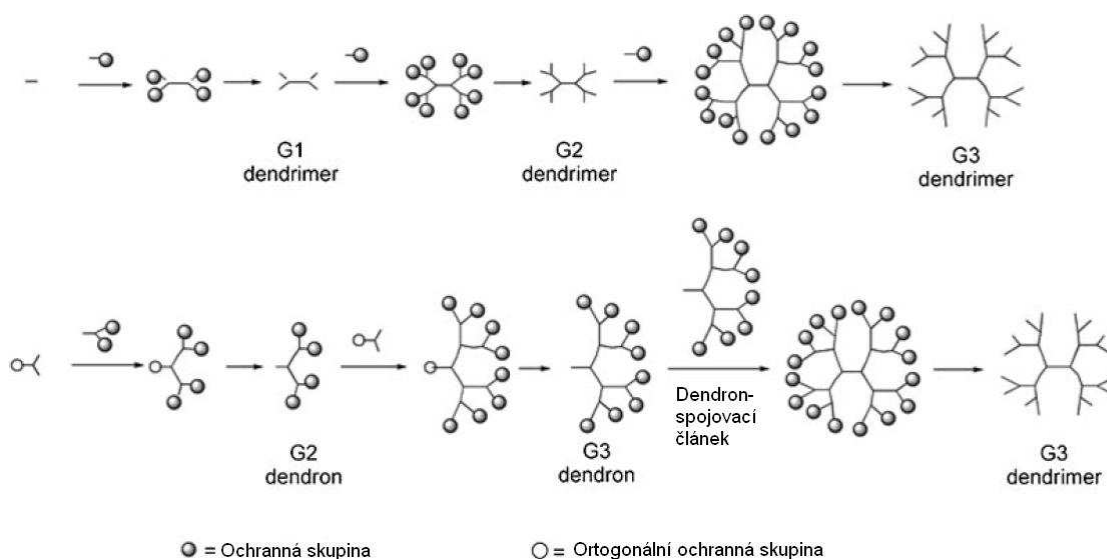 G1
dendrimer
G2
dendrimer
G3
dendrimer
Dendron-
spojovací
článek
G2
dendron
G3
dendron
G3
dendrimer
= Ochranná skupina
= Ortogonální ochranná skupina